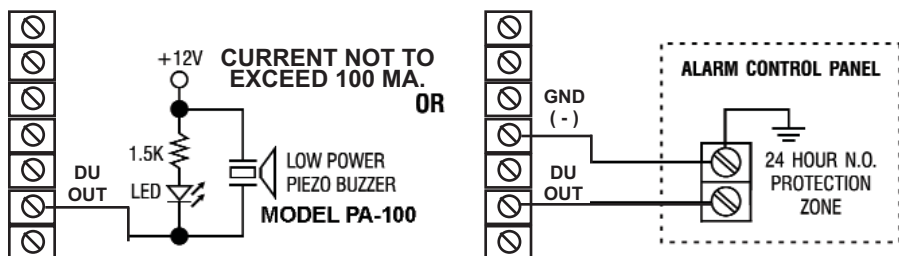 +12V
CURRENT NOT TO
EXCEED 100 MA.
OR
1.5K
LED
DU
OUT
LOW POWER
PIEZO BUZZER
MODEL PA-100
GND
( - )
DU
OUT
ALARM CONTROL PANEL
24 HOUR N.O.
PROTECTION
ZONE